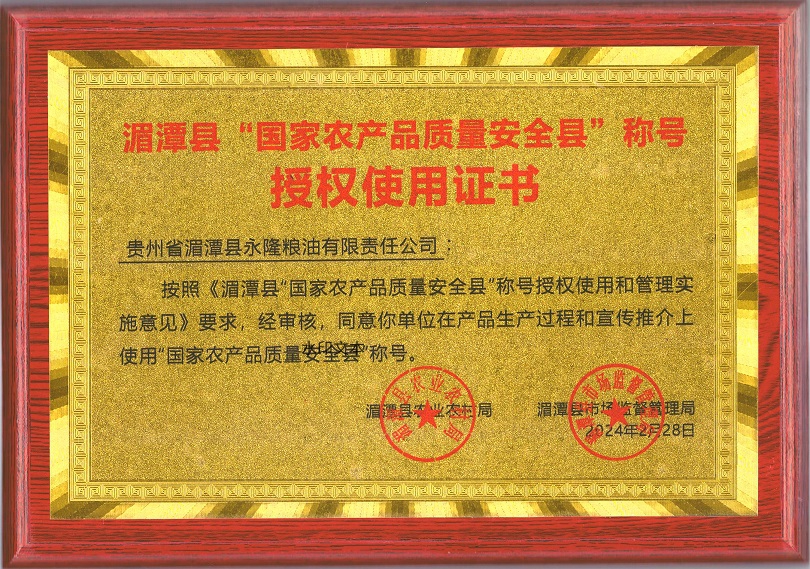 湄潭县“国家农产品质量安全县”称号
授权使用证书
贵州省湄潭县永隆粮油有限责任公司：
按照《湄潭县“国家农产品质量安全县”称号授权使用和管理实
施意见》要求，经审核，同意你单位在产品生产过程和宣传推介上
使用“国家农产品质量安全县”称号。
水印文本
湄潭县农业农村局 湄潭县市场监督管理局
2024年2月28日